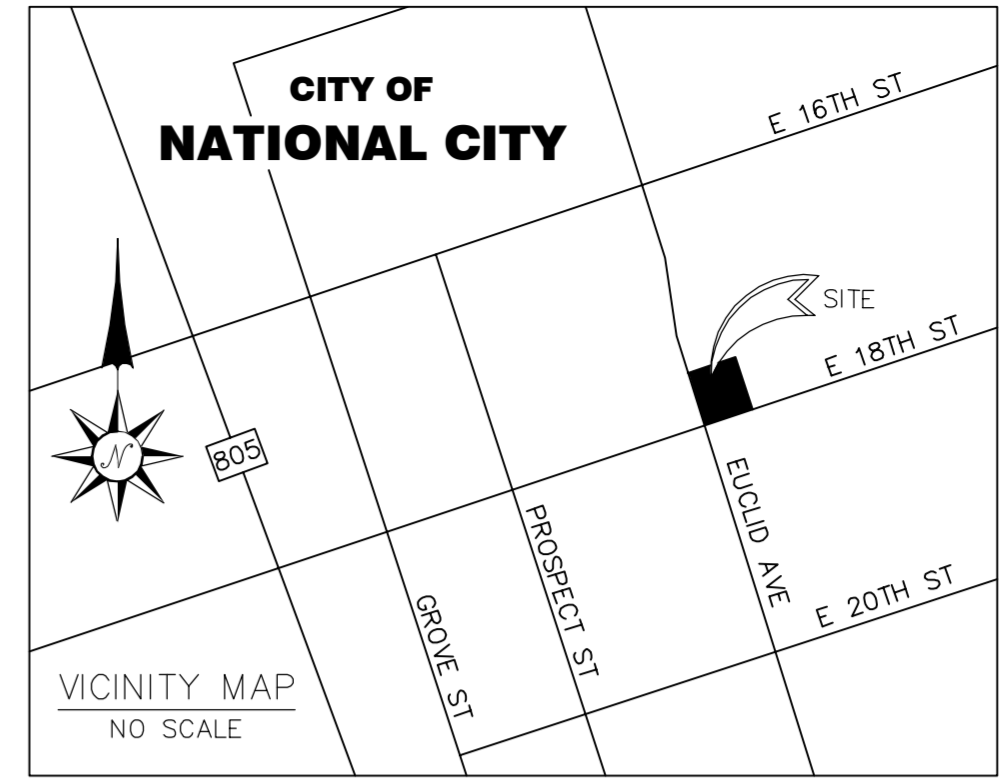 CITY OF
NATIONAL CITY
E 16TH ST
SITE
E 18TH ST
805
N
EUCLID AVE
PROSPECT ST
E 20TH ST
GROVE ST
VICINITY MAP
NO SCALE